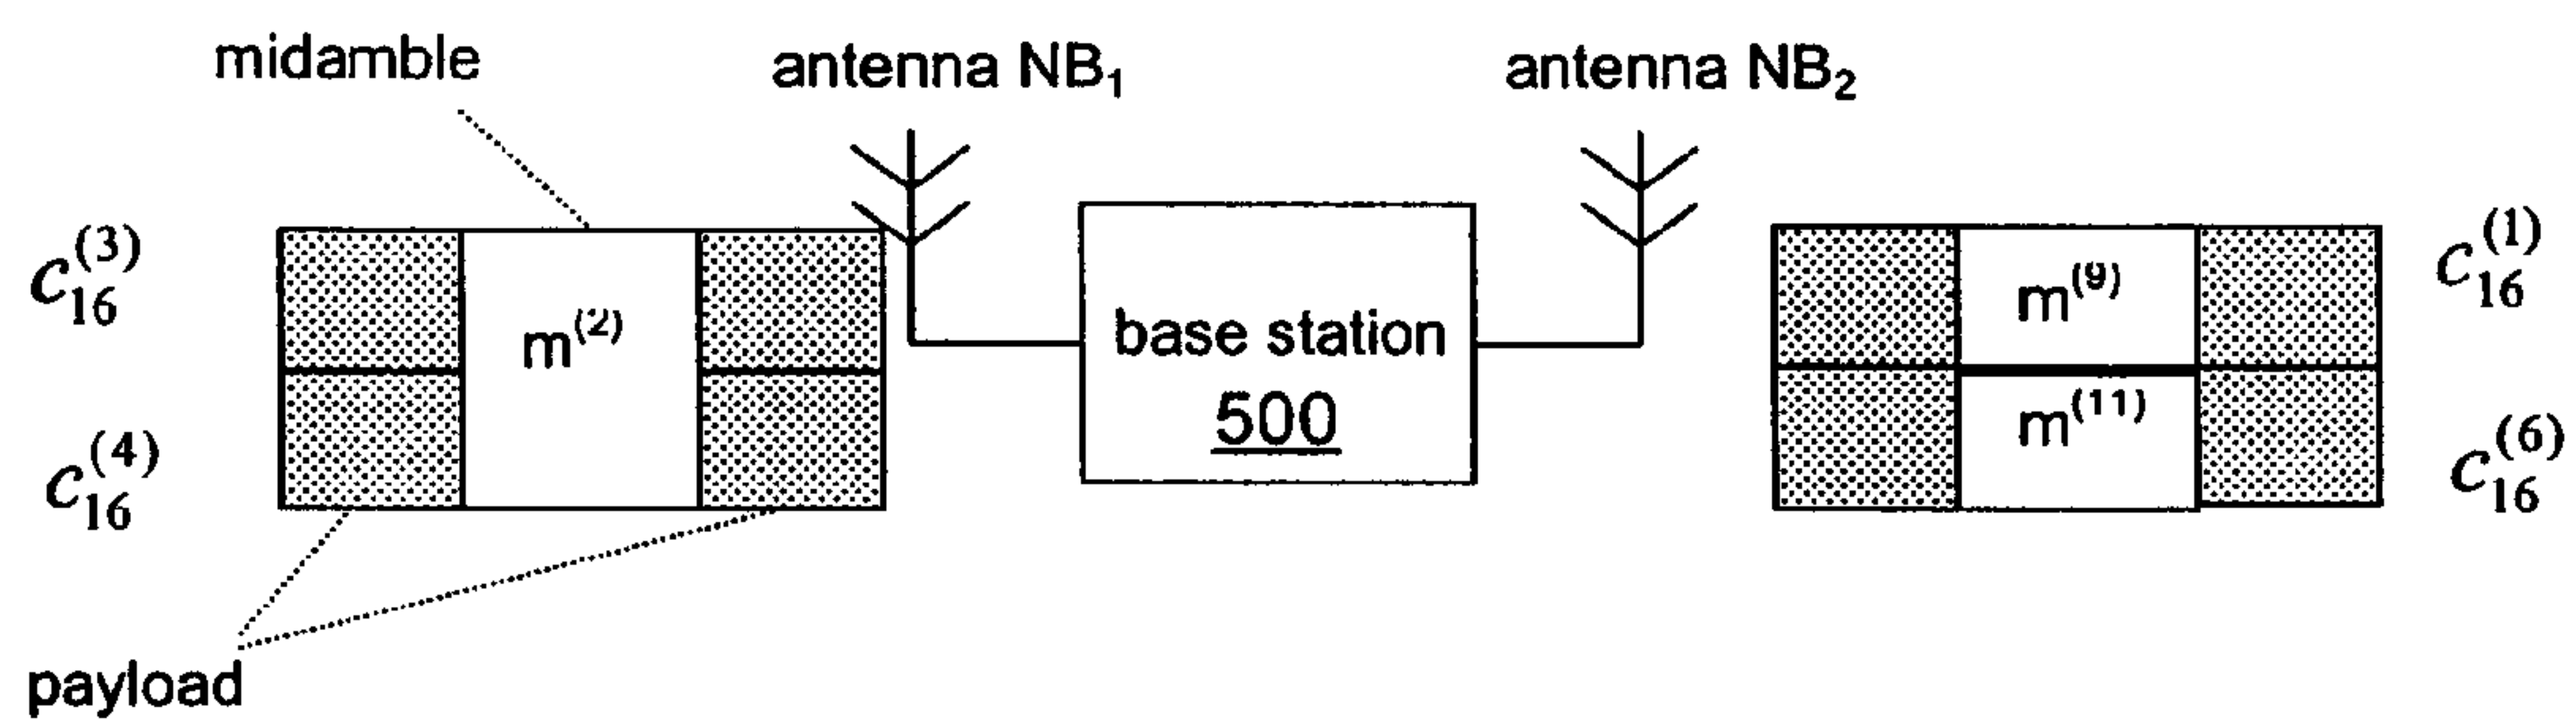 midamble
antenna NB₁
antenna NB₂
c₁₆⁽³⁾
m⁽²⁾
c₁₆⁽⁴⁾
base station
500
m⁽⁹⁾
c₁₆⁽¹⁾
m⁽¹¹⁾
c₁₆⁽⁶⁾
payload